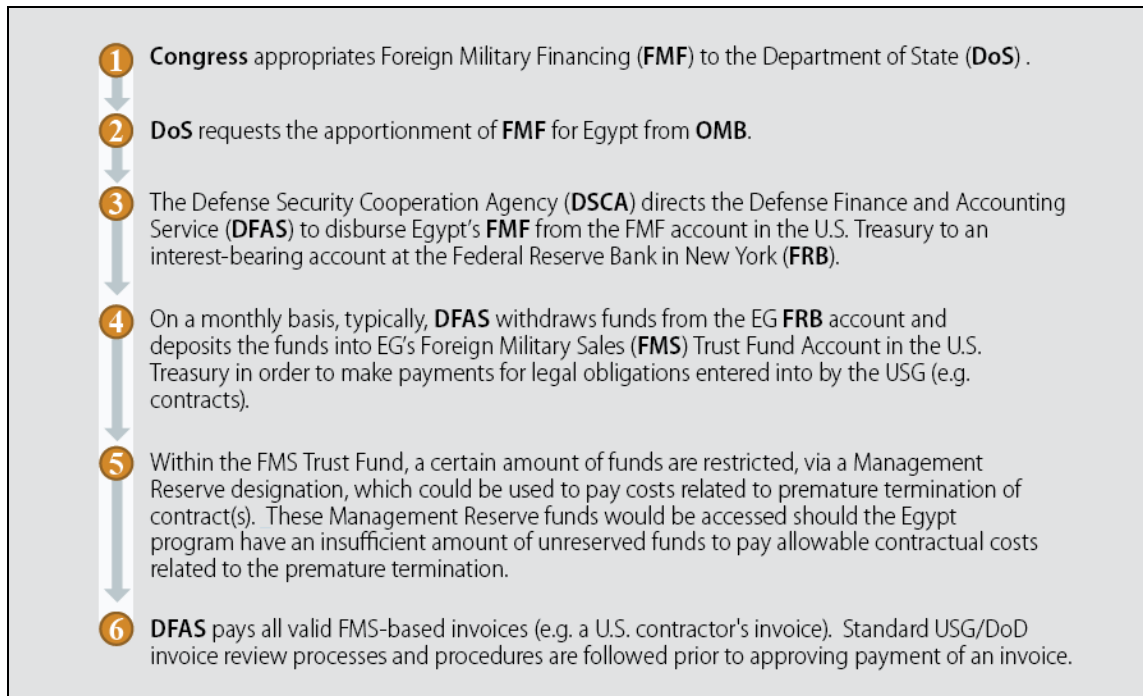 1 Congress appropriates Foreign Military Financing (FMF) to the Department of State (DoS) .
2 DoS requests the apportionment of FMF for Egypt from OMB.
3 The Defense Security Cooperation Agency (DSCA) directs the Defense Finance and Accounting
Service (DFAS) to disburse Egypt's FMF from the FMF account in the U.S. Treasury to an
interest-bearing account at the Federal Reserve Bank in New York (FRB).
4 On a monthly basis, typically, DFAS withdraws funds from the EG FRB account and
deposits the funds into EG's Foreign Military Sales (FMS) Trust Fund Account in the U.S.
Treasury in order to make payments for legal obligations entered into by the USG (e.g.
contracts).
5 Within the FMS Trust Fund, a certain amount of funds are restricted, via a Management
Reserve designation, which could be used to pay costs related to premature termination of
contract(s). These Management Reserve funds would be accessed should the Egypt
program have an insufficient amount of unreserved funds to pay allowable contractual costs
related to the premature termination.
6 DFAS pays all valid FMS-based invoices (e.g. a U.S. contractor's invoice). Standard USG/DoD
invoice review processes and procedures are followed prior to approving payment of an invoice.